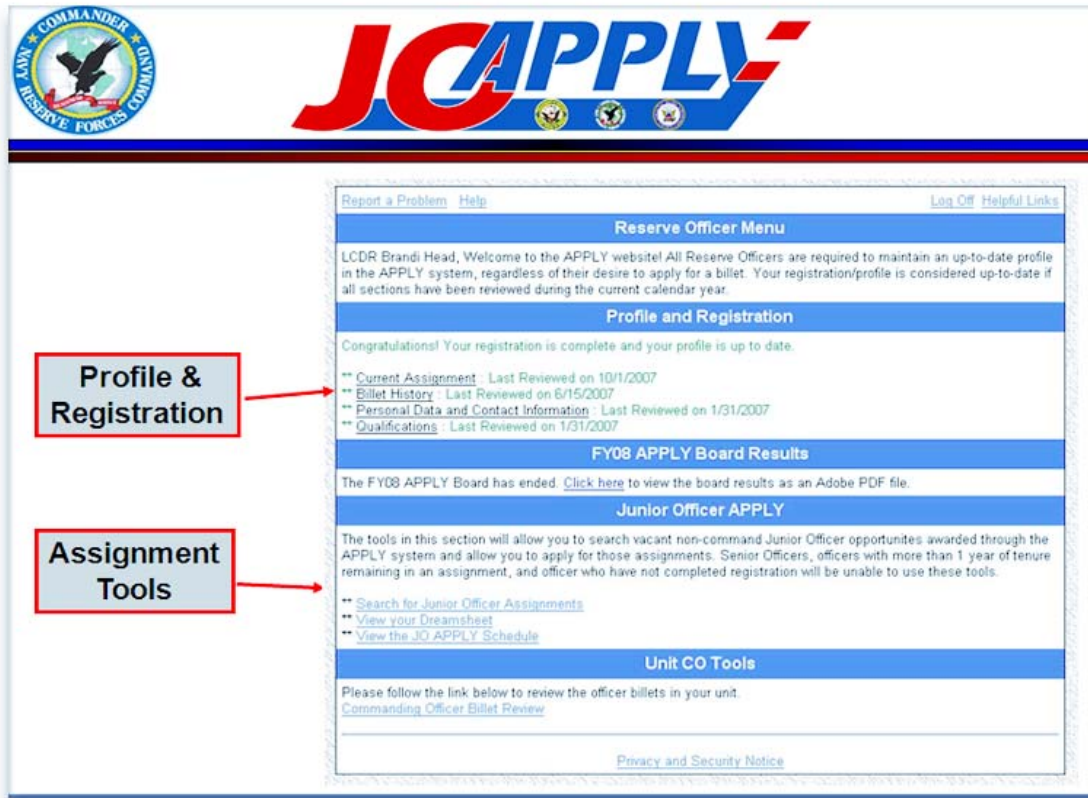 COMMANDER
NAVY RESERVE FORCES COMMAND
JOAPPLY
Report a Problem Help Log Off Helpful Links
Reserve Officer Menu
LCDR Brandi Head, Welcome to the APPLY website! All Reserve Officers are required to maintain an up-to-date profile
in the APPLY system, regardless of their desire to apply for a billet. Your registration/profile is considered up-to-date if
all sections have been reviewed during the current calendar year.
Profile and Registration
Congratulations! Your registration is complete and your profile is up to date.
Profile &
Registration
** Current Assignment : Last Reviewed on 10/1/2007
** Billet History : Last Reviewed on 6/15/2007
** Personal Data and Contact Information : Last Reviewed on 1/31/2007
** Qualifications : Last Reviewed on 1/31/2007
FY08 APPLY Board Results
The FY08 APPLY Board has ended. Click here to view the board results as an Adobe PDF file.
Junior Officer APPLY
Assignment
Tools
The tools in this section will allow you to search vacant non-command Junior Officer opportunites awarded through the
APPLY system and allow you to apply for those assignments. Senior Officers, officers with more than 1 year of tenure
remaining in an assignment, and officer who have not completed registration will be unable to use these tools.
** Search for Junior Officer Assignments
** View your Dreamsheet
** View the JO APPLY Schedule
Unit CO Tools
Please follow the link below to review the officer billets in your unit.
Commanding Officer Billet Review
Privacy and Security Notice